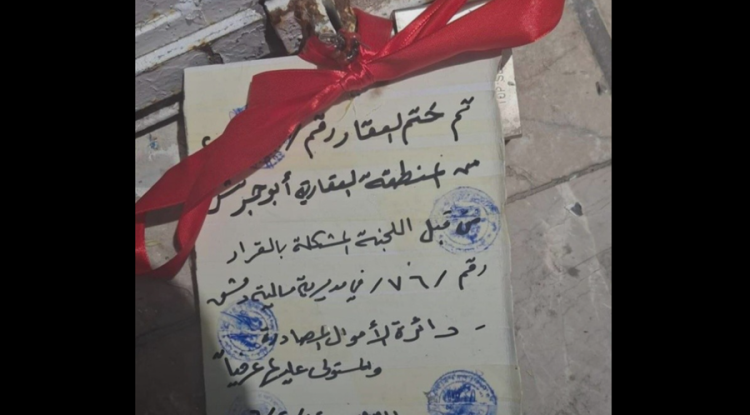 تم ختم العقار رقم /
من المنطقة العقارية أبو جرش
من قبل اللجنة المشكلة بالقرار
رقم /٧٦/ في مديرية مالية دمشق
- دائرة الأموال المصادرة
والمستولى عليها عرفياً